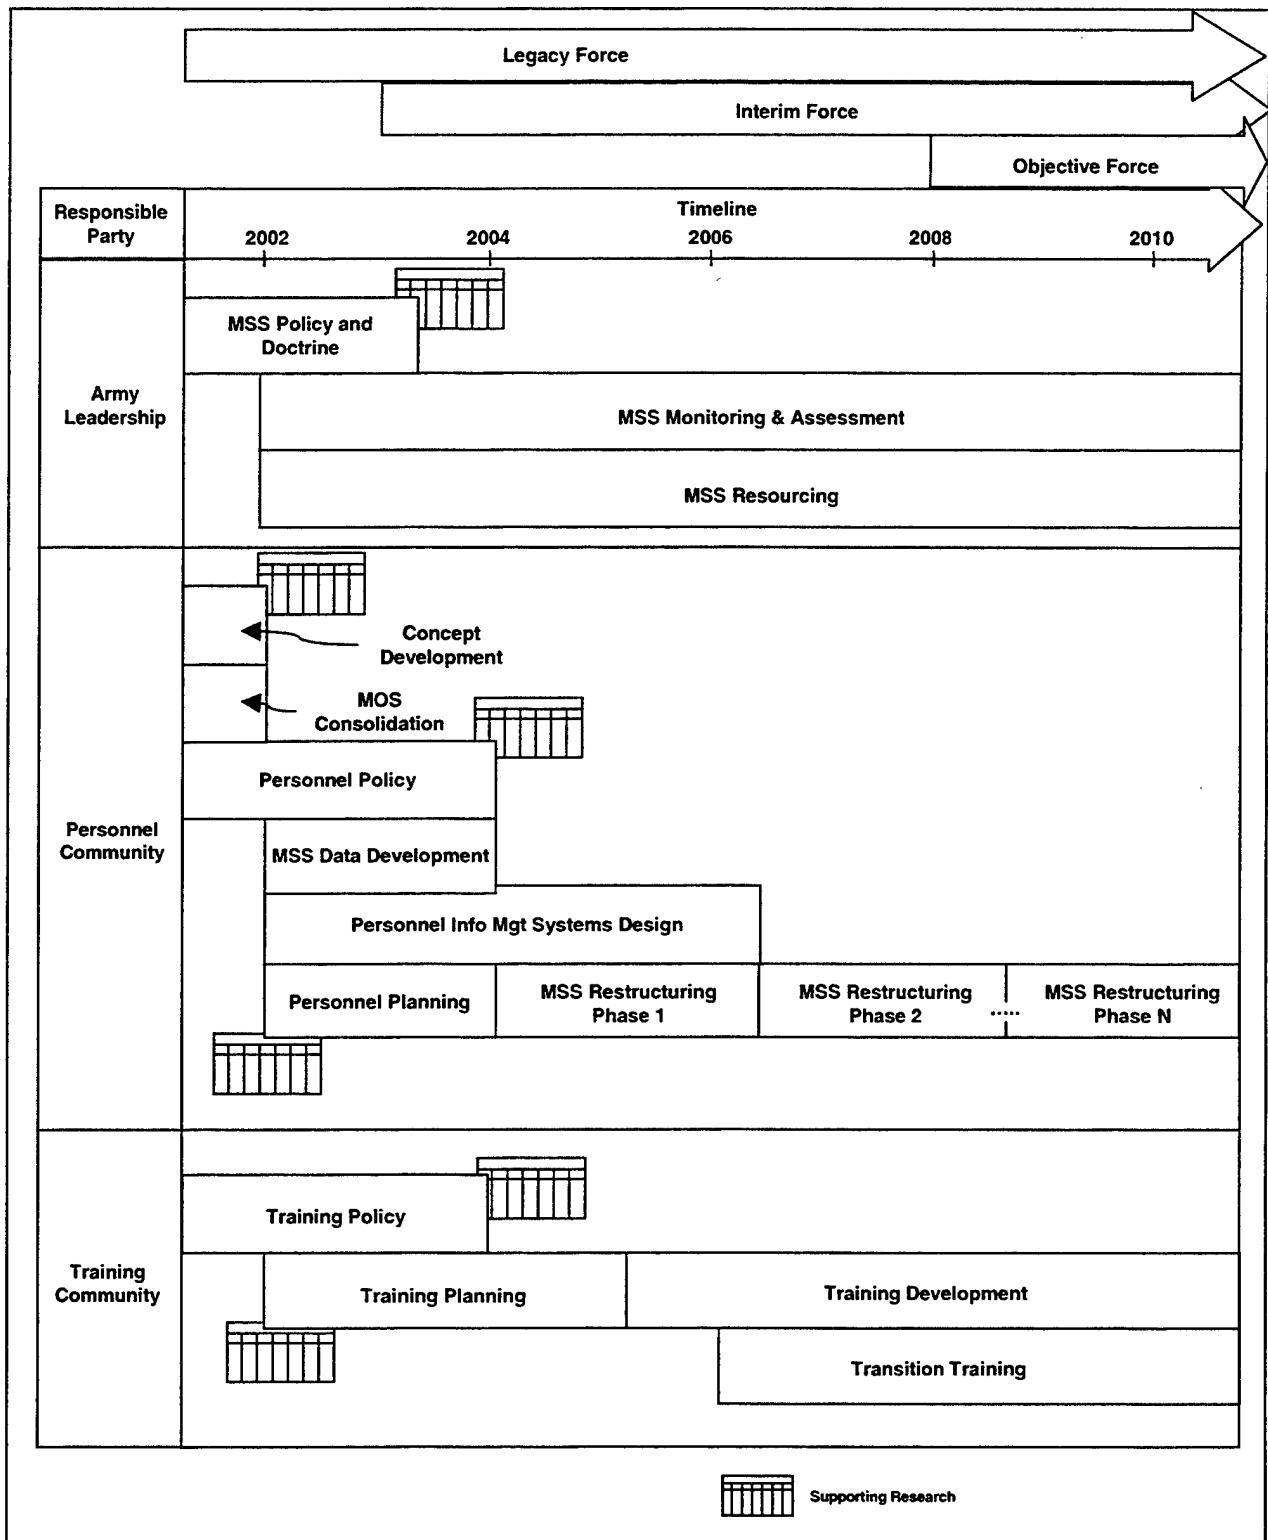 Legacy Force
Interim Force
Objective Force
Responsible
Party
Timeline
2002 2004 2006 2008 2010
Army
Leadership
MSS Policy and
Doctrine
MSS Monitoring & Assessment
MSS Resourcing
Personnel
Community
Concept
Development
MOS
Consolidation
Personnel Policy
MSS Data Development
Personnel Info Mgt Systems Design
Personnel Planning
MSS Restructuring
Phase 1
MSS Restructuring
Phase 2
MSS Restructuring
Phase N
Training
Community
Training Policy
Training Planning
Training Development
Transition Training
Supporting Research